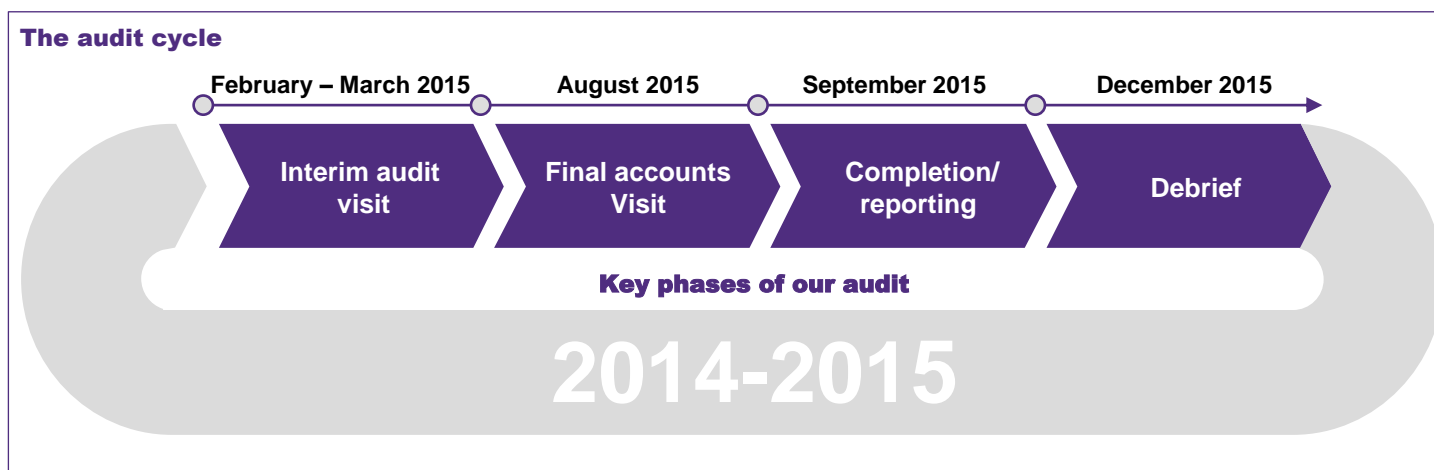 The audit cycle
February – March 2015
August 2015
September 2015
December 2015
Interim audit
visit
Final accounts
Visit
Completion/
reporting
Debrief
Key phases of our audit
2014-2015